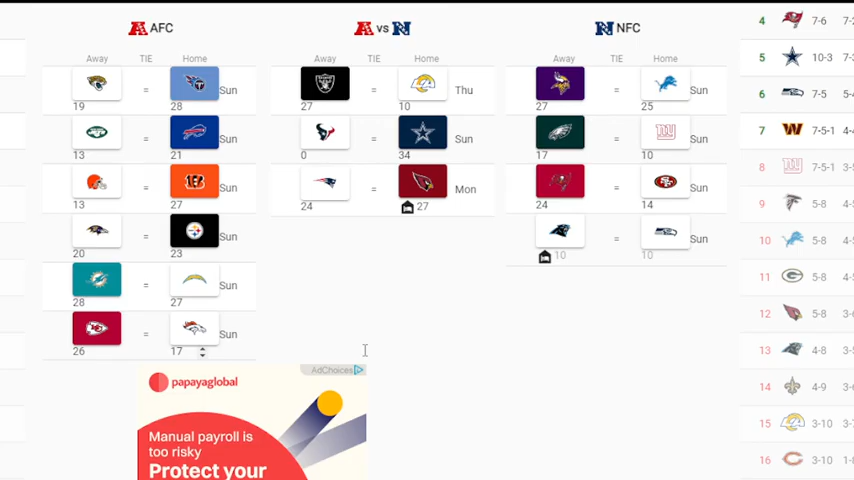 AFC
A vs N
N NFC
Away TIE Home
Away TIE Home
Away TIE Home
= Sun
19 28
= Sun
13 21
= Sun
13 27
= Sun
20 23
= Sun
28 27
= Sun
26 17
= Thu
27 10
= Sun
0 34
= Mon
24 27
= Sun
27 25
= Sun
17 10
= Sun
24 14
= Sun
10 10
4 7-6
5 10-3
6 7-5
7 W 7-5-1
8 7-5-1
9 5-8
10 5-8
11 5-8
12 5-8
13 4-8
14 4-9
15 3-10
16 3-10
AdChoices
papayaglobal
Manual payroll is
too risky
Protect your